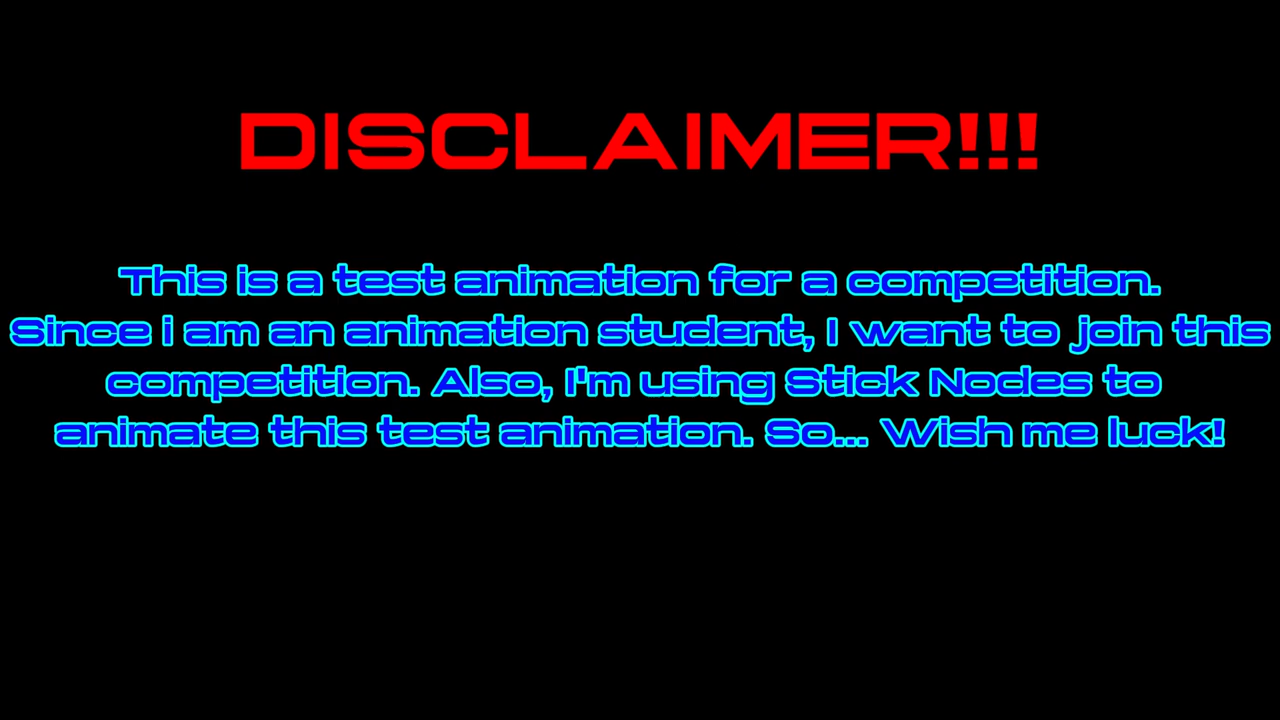 DISCLAIMER!!!
This is a test animation for a competition.
Since i am an animation student, I want to join this
competition. Also, I'm using Stick Nodes to
animate this test animation. So... Wish me luck!